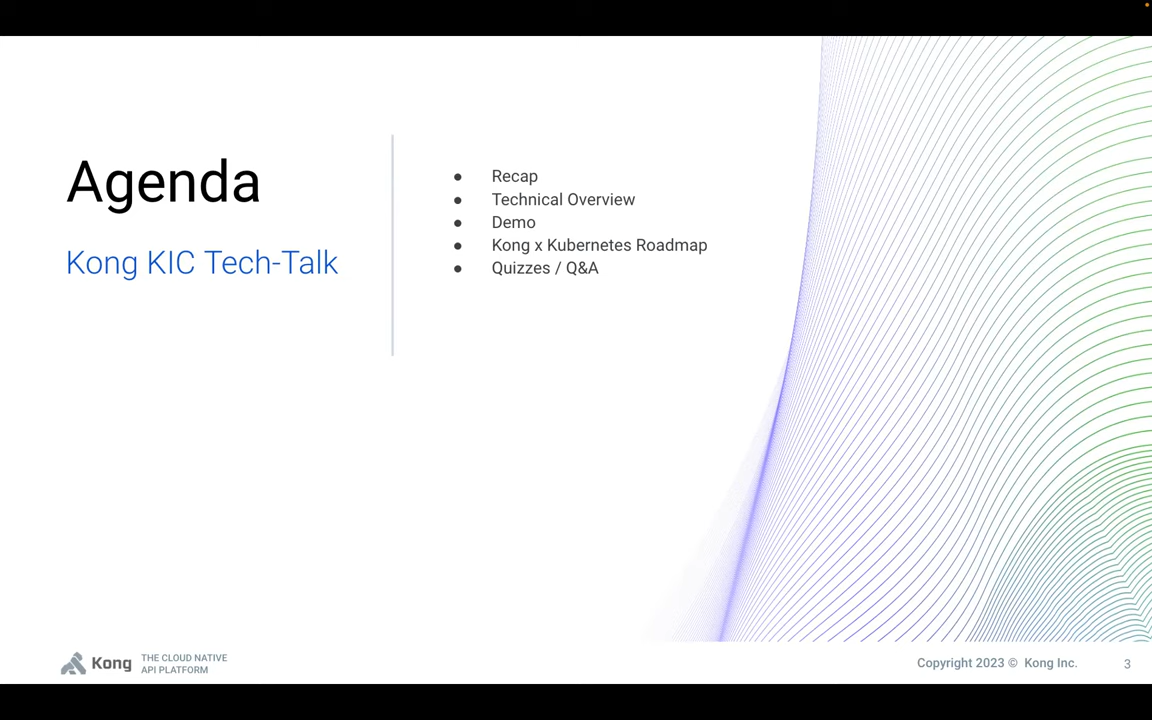 Agenda
Kong KIC Tech-Talk
● Recap
● Technical Overview
● Demo
● Kong x Kubernetes Roadmap
● Quizzes / Q&A
Kong
THE CLOUD NATIVE
API PLATFORM
Copyright 2023 © Kong Inc.
3